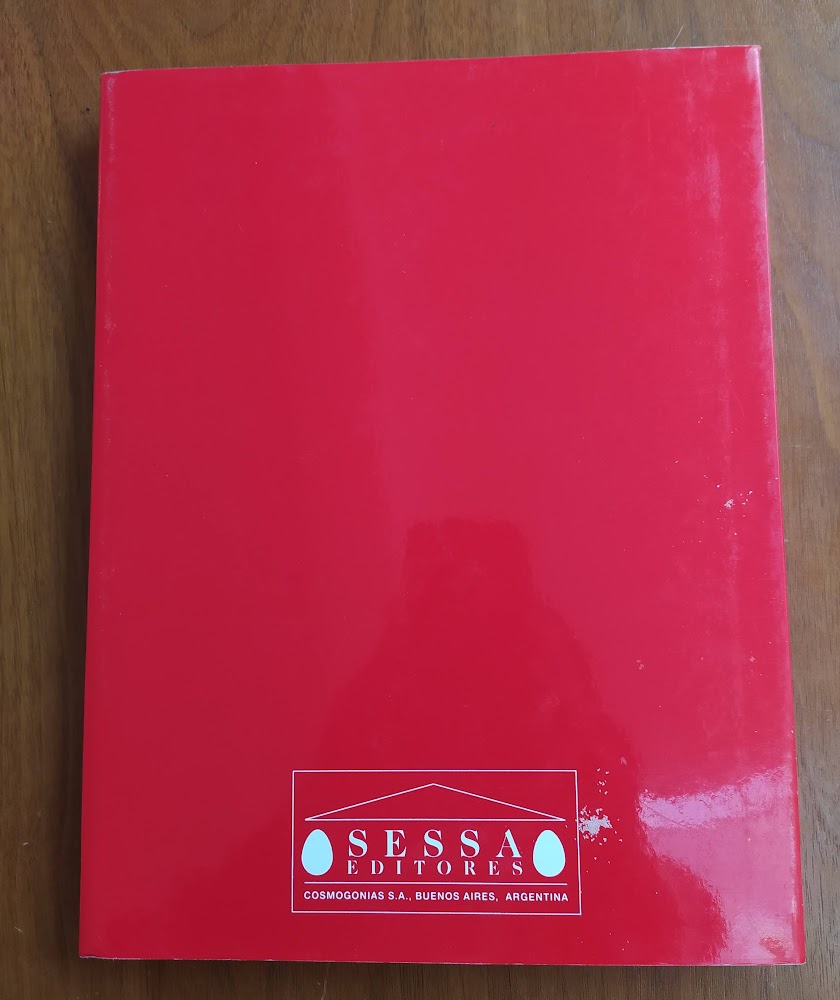 SESSA
EDITORES
COSMOGONIAS S.A., BUENOS AIRES, ARGENTINA